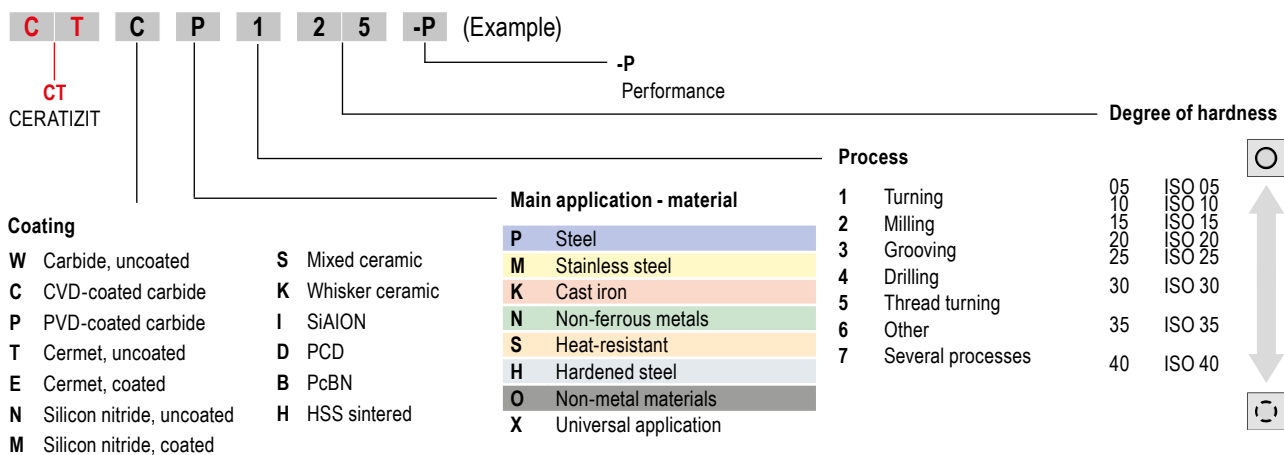 C T C P 1 2 5 -P (Example)
-P
Performance
CT
CERATIZIT
Degree of hardness
Process
1 Turning
2 Milling
3 Grooving
4 Drilling
5 Thread turning
6 Other
7 Several processes
05 ISO 05
10 ISO 10
15 ISO 15
20 ISO 20
25 ISO 25
30 ISO 30
35 ISO 35
40 ISO 40
Main application - material
P Steel
M Stainless steel
K Cast iron
N Non-ferrous metals
S Heat-resistant
H Hardened steel
O Non-metal materials
X Universal application
Coating
W Carbide, uncoated
C CVD-coated carbide
P PVD-coated carbide
T Cermet, uncoated
E Cermet, coated
N Silicon nitride, uncoated
M Silicon nitride, coated
S Mixed ceramic
K Whisker ceramic
I SiAION
D PCD
B PcBN
H HSS sintered